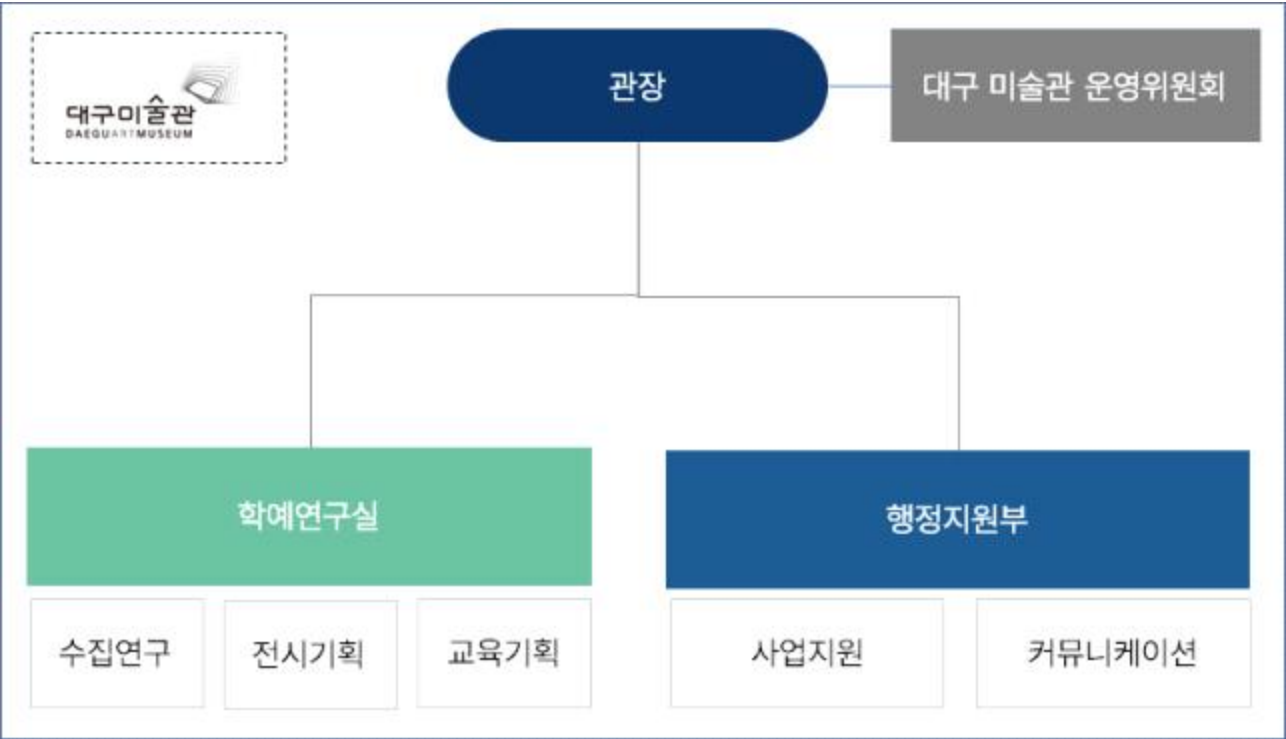 대구미술관
DAEGUARTMUSEUM
관장
대구 미술관 운영위원회
학예연구실
행정지원부
수집연구
전시기획
교육기획
사업지원
커뮤니케이션